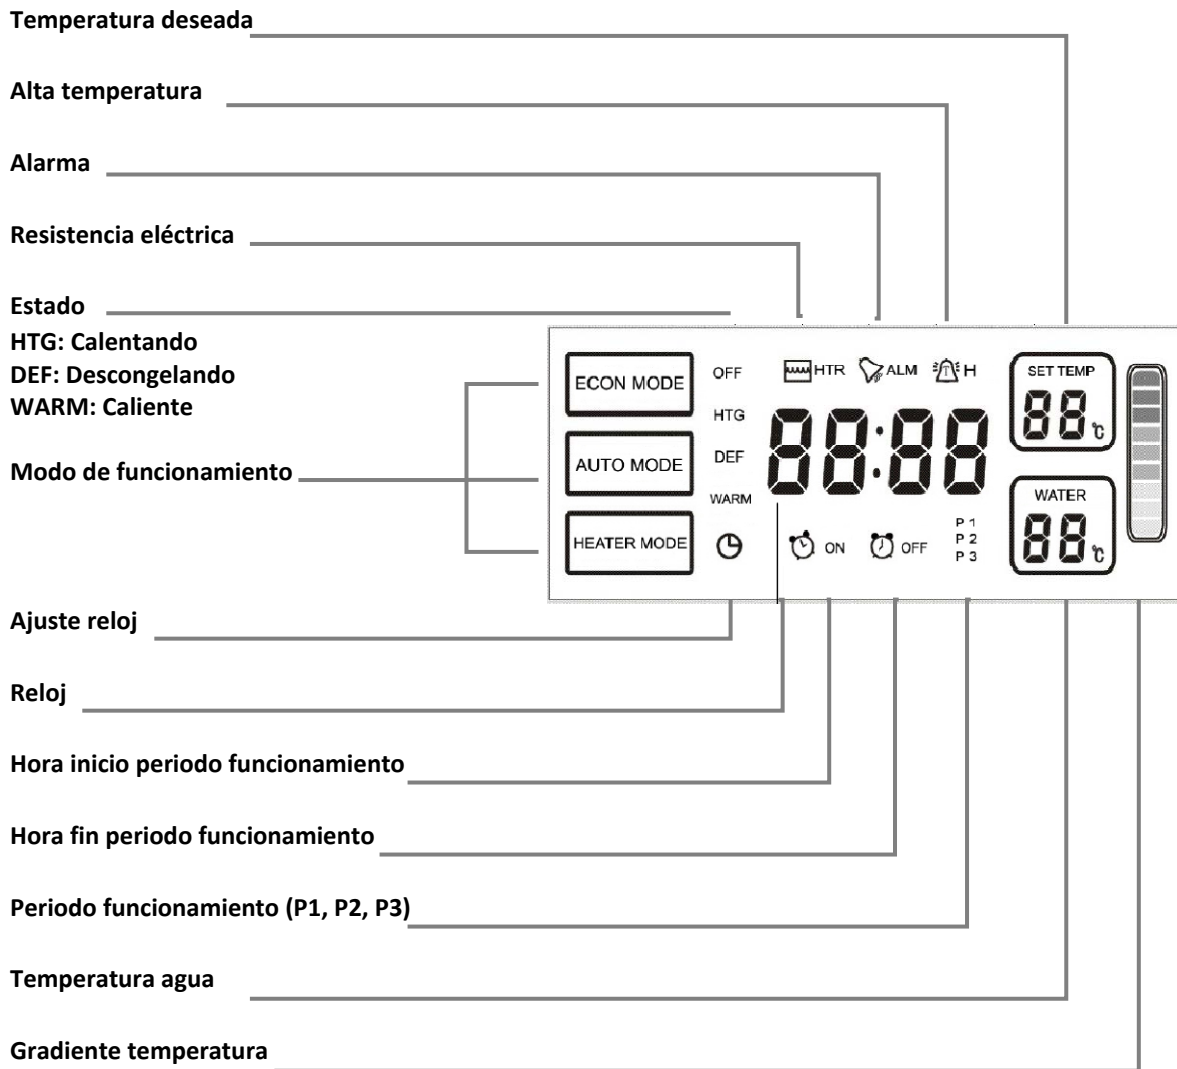 Temperatura deseada
Alta temperatura
Alarma
Resistencia eléctrica
Estado
HTG: Calentando
DEF: Descongelando
WARM: Caliente
Modo de funcionamiento
Ajuste reloj
Reloj
Hora inicio periodo funcionamiento
Hora fin periodo funcionamiento
Periodo funcionamiento (P1, P2, P3)
Temperatura agua
Gradiente temperatura
ECON MODE
AUTO MODE
HEATER MODE
OFF
HTG
DEF
WARM
HTR ALM T H
88:88
ON OFF
P 1
P 2
P 3
SET TEMP
88 ℃
WATER
88 ℃